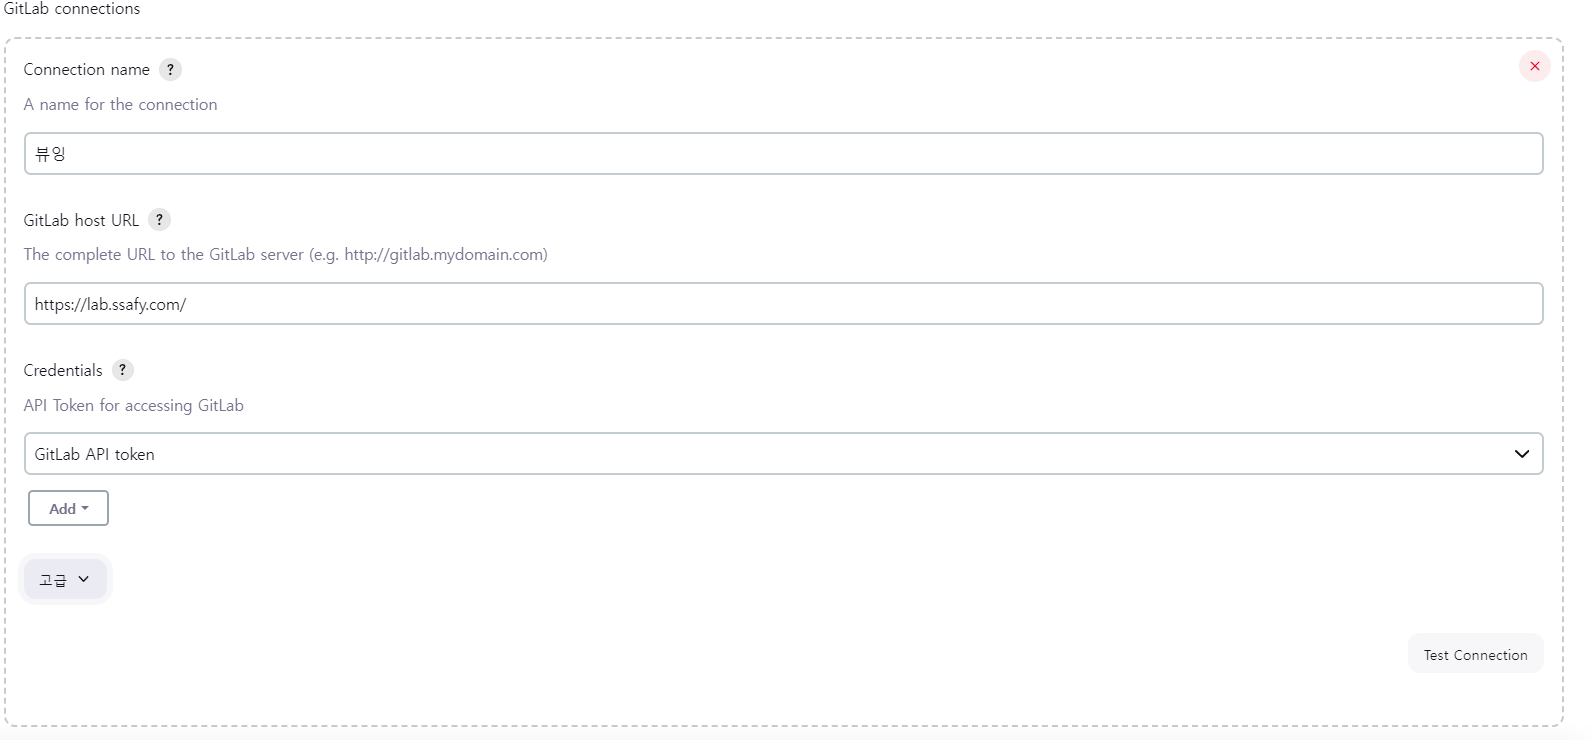 GitLab connections
Connection name ?
A name for the connection
뷰잉
GitLab host URL ?
The complete URL to the GitLab server (e.g. http://gitlab.mydomain.com)
https://lab.ssafy.com/
Credentials ?
API Token for accessing GitLab
GitLab API token
Add
고급
Test Connection